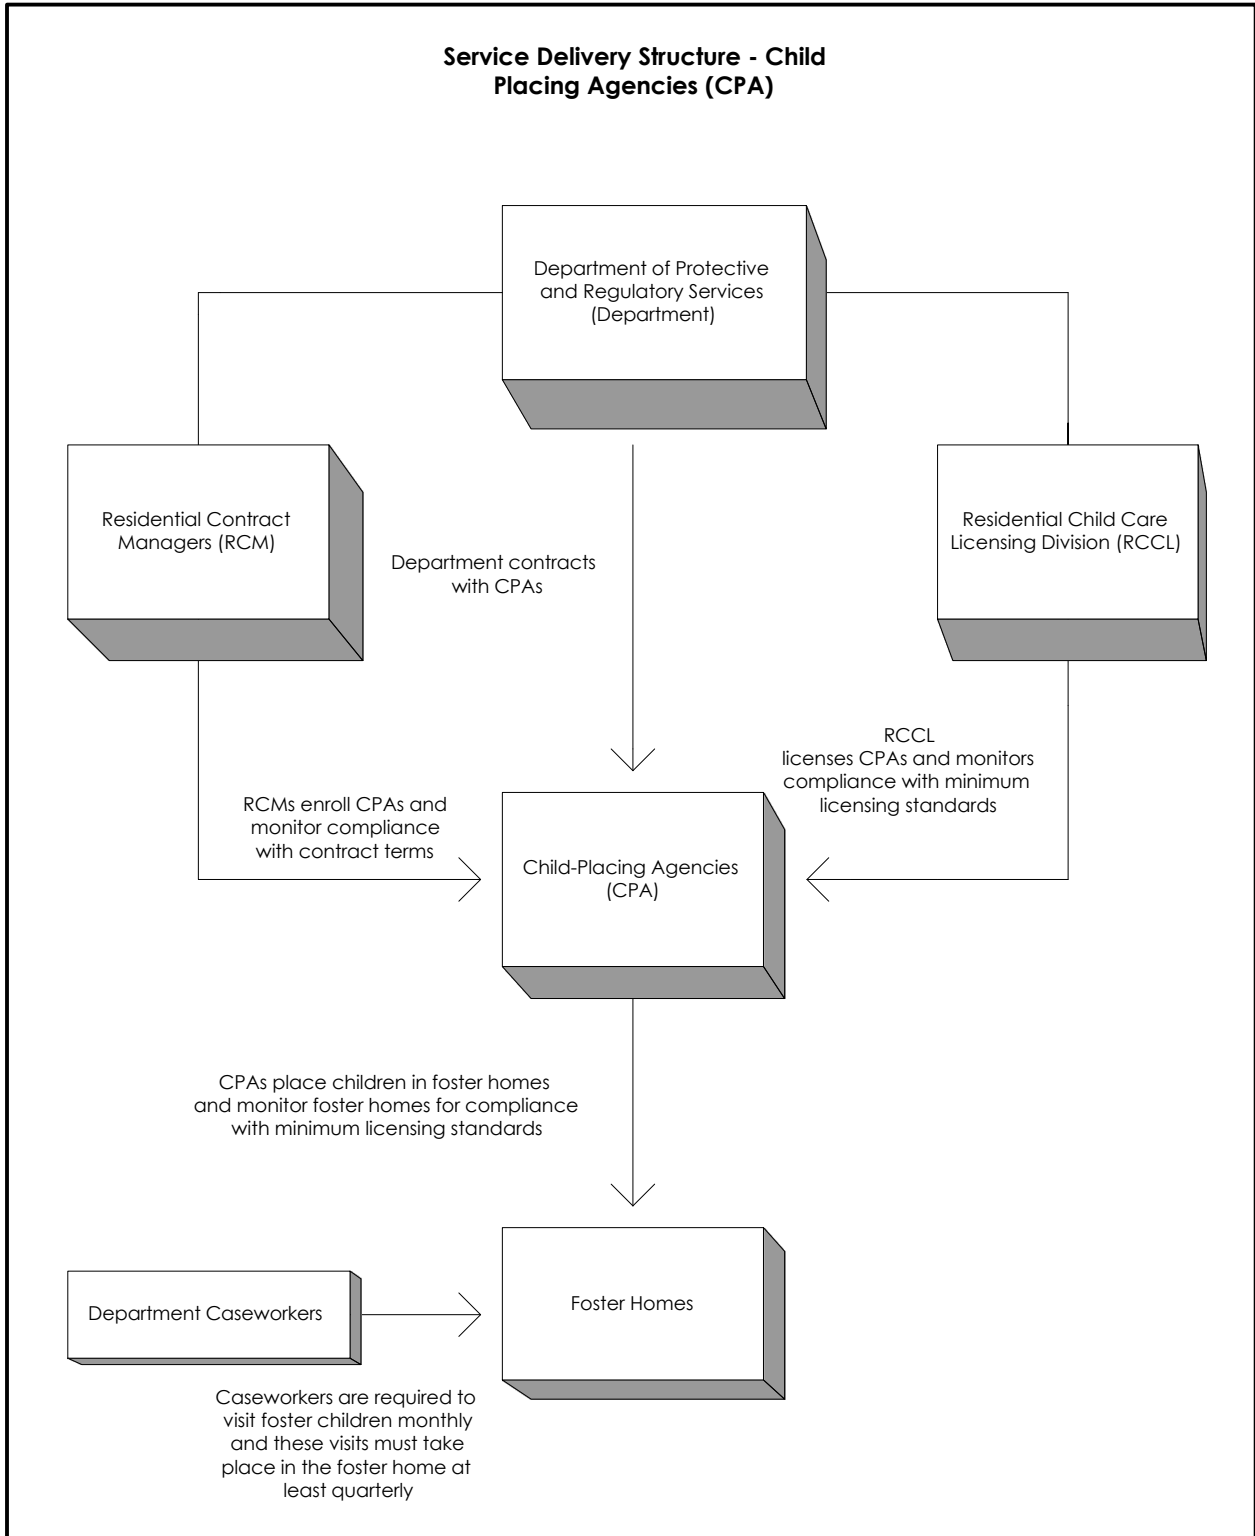 Service Delivery Structure - Child
Placing Agencies (CPA)
Department of Protective
and Regulatory Services
(Department)
Residential Contract
Managers (RCM)
Department contracts
with CPAs
Residential Child Care
Licensing Division (RCCL)
RCMs enroll CPAs and
monitor compliance
with contract terms
RCCL
licenses CPAs and monitors
compliance with minimum
licensing standards
Child-Placing Agencies
(CPA)
CPAs place children in foster homes
and monitor foster homes for compliance
with minimum licensing standards
Department Caseworkers
Foster Homes
Caseworkers are required to
visit foster children monthly
and these visits must take
place in the foster home at
least quarterly